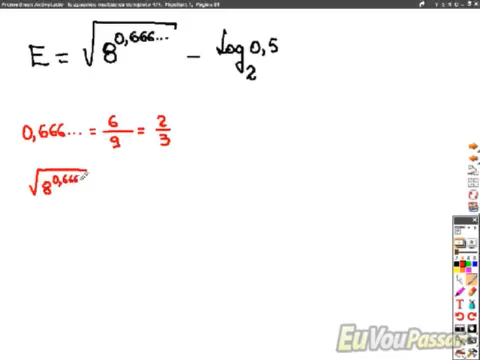 E = √8^0,666... - log₂ 0,5
0,666... = 6/9 = 2/3
√8^0,666
EuVouPassar